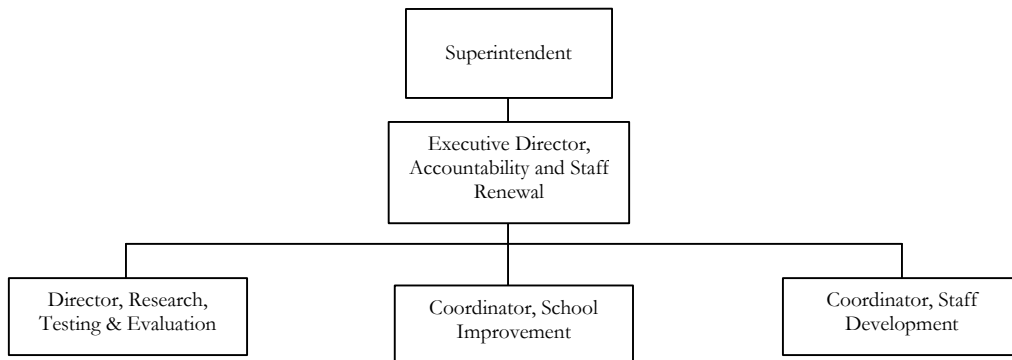 Superintendent
Executive Director,
Accountability and Staff
Renewal
Director, Research,
Testing & Evaluation
Coordinator, School
Improvement
Coordinator, Staff
Development